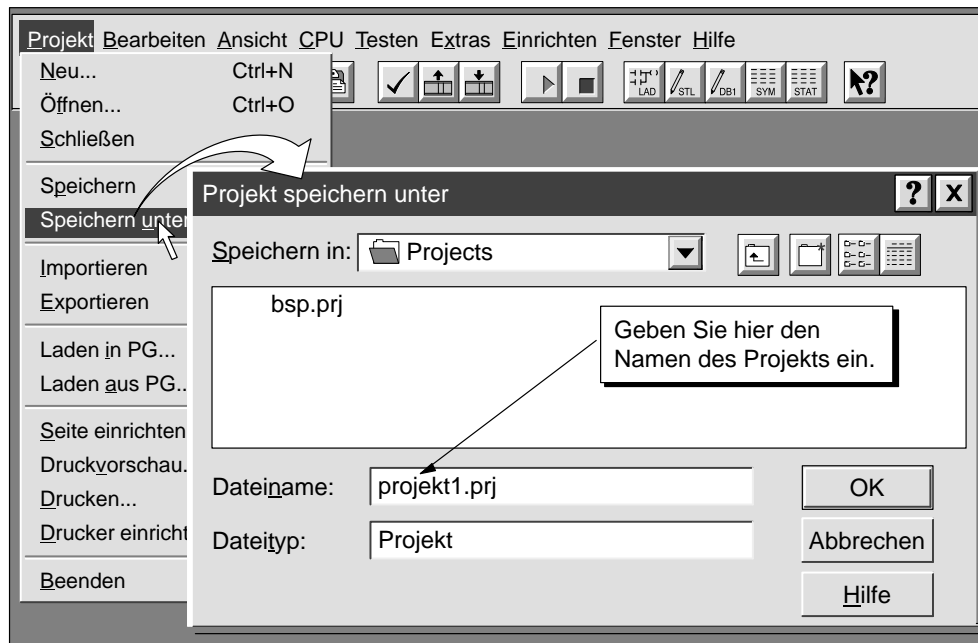 Projekt Bearbeiten Ansicht CPU Testen Extras Einrichten Fenster Hilfe
Neu... Ctrl+N
Öffnen... Ctrl+O
Schließen
LAD STL DB1 SYM STAT
?
Speichern
Speichern unter
Importieren
Exportieren
Laden in PG...
Laden aus PG..
Seite einrichten
Druckvorschau.
Drucken...
Drucker einricht
Beenden
Projekt speichern unter ? X
Speichern in: Projects
bsp.prj
Geben Sie hier den
Namen des Projekts ein.
Dateiname: projekt1.prj OK
Dateityp: Projekt Abbrechen
Hilfe